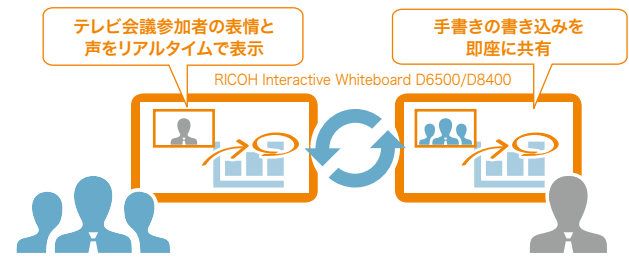 テレビ会議参加者の表情と
声をリアルタイムで表示
手書きの書き込みを
即座に共有
RICOH Interactive Whiteboard D6500/D8400